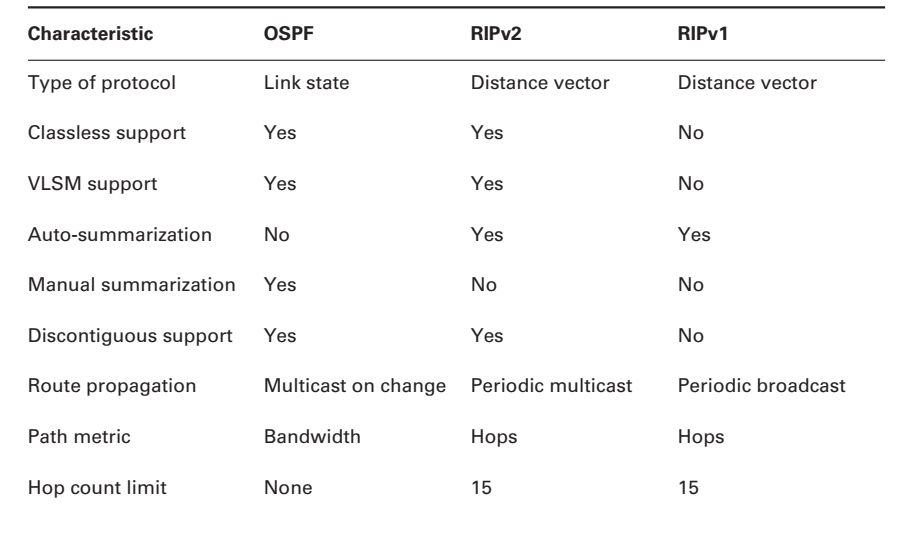 Characteristic OSPF RIPv2 RIPv1
Type of protocol Link state Distance vector Distance vector
Classless support Yes Yes No
VLSM support Yes Yes No
Auto-summarization No Yes Yes
Manual summarization Yes No No
Discontiguous support Yes Yes No
Route propagation Multicast on change Periodic multicast Periodic broadcast
Path metric Bandwidth Hops Hops
Hop count limit None 15 15